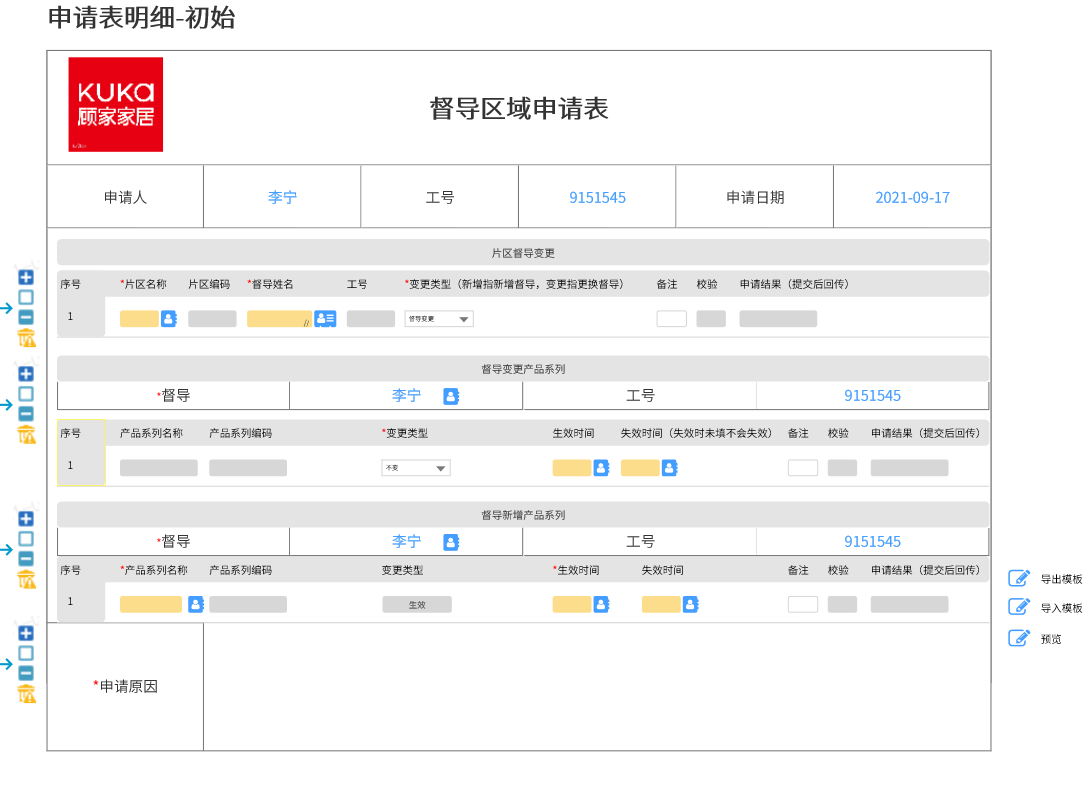 申请表明细-初始
KUKa
顾家家居
督导区域申请表
申请人 李宁 工号 9151545 申请日期 2021-09-17
片区督导变更
序号 *片区名称 片区编码 *督导姓名 工号 *变更类型（新增指新增督导，变更指更换督导） 备注 校验 申请结果（提交后回传）
1 督导变更
督导变更产品系列
*督导 李宁 工号 9151545
序号 产品系列名称 产品系列编码 *变更类型 生效时间 失效时间（失效时未填不会失效） 备注 校验 申请结果（提交后回传）
1 不变
督导新增产品系列
*督导 李宁 工号 9151545
序号 *产品系列名称 产品系列编码 变更类型 *生效时间 失效时间 备注 校验 申请结果（提交后回传）
1 生效
导出模板
导入模板
预览
*申请原因